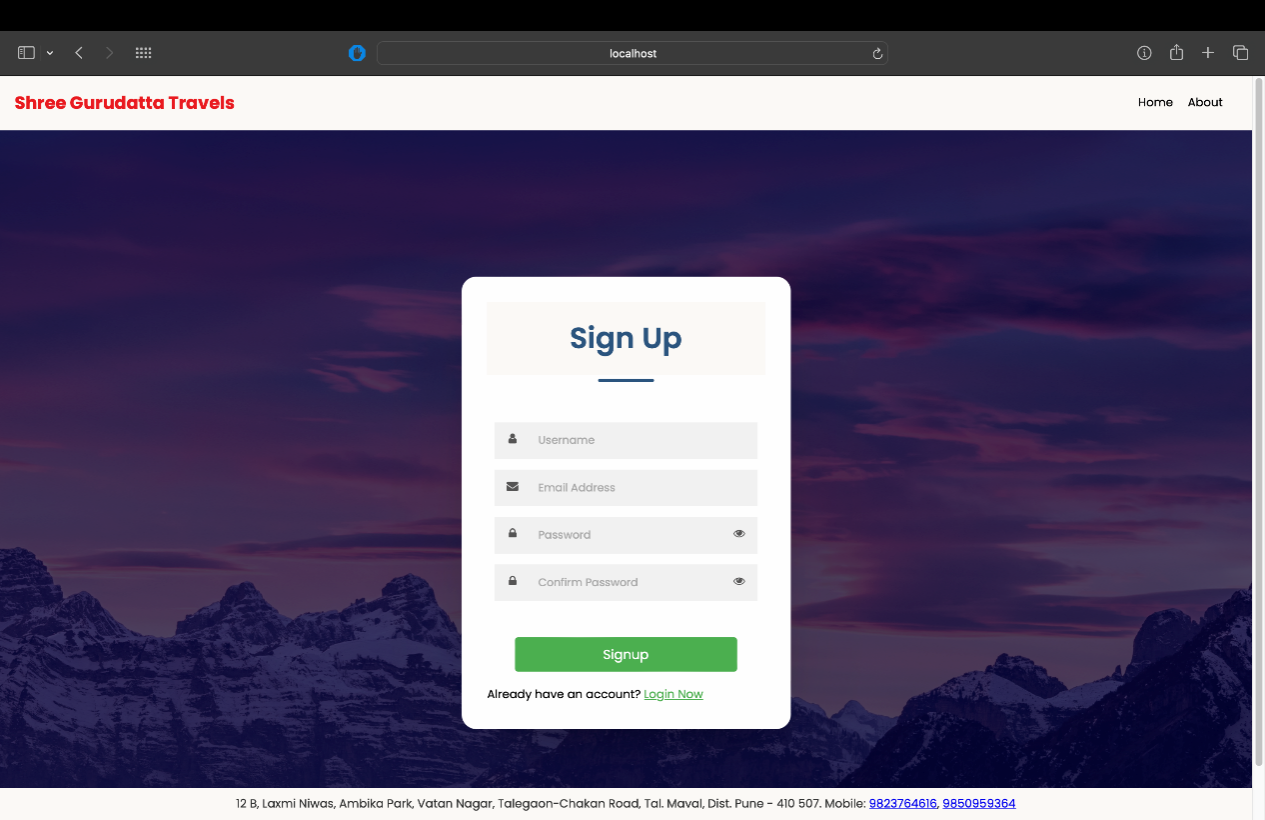 localhost
Shree Gurudatta Travels
Home About
Sign Up
Username
Email Address
Password
Confirm Password
Signup
Already have an account? Login Now
12 B, Laxmi Niwas, Ambika Park, Vatan Nagar, Talegaon-Chakan Road, Tal. Maval, Dist. Pune - 410 507. Mobile: 9823764616, 9850959364